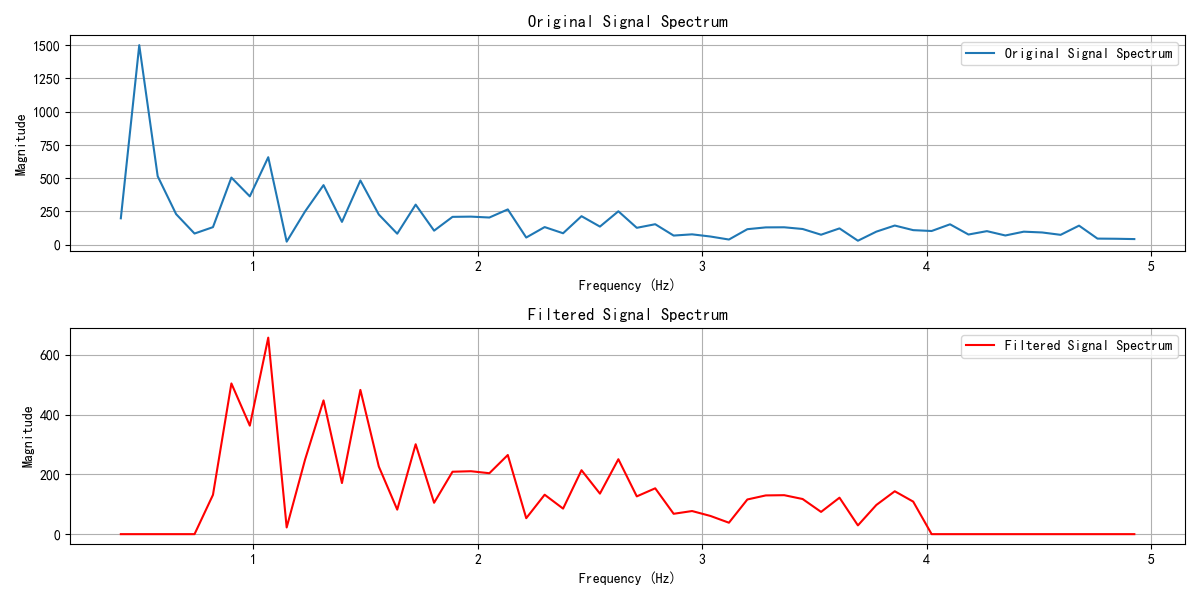 Original Signal Spectrum
Original Signal Spectrum
Magnitude
1500
1250
1000
750
500
250
0
1 2 3 4 5
Frequency (Hz)
Filtered Signal Spectrum
Filtered Signal Spectrum
Magnitude
600
400
200
0
1 2 3 4 5
Frequency (Hz)